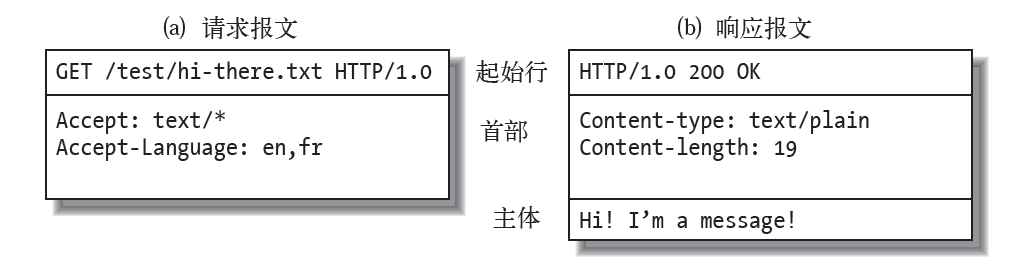 (a) 请求报文
GET /test/hi-there.txt HTTP/1.0
Accept: text/*
Accept-Language: en,fr
起始行
首部
主体
(b) 响应报文
HTTP/1.0 200 OK
Content-type: text/plain
Content-length: 19
Hi! I’m a message!